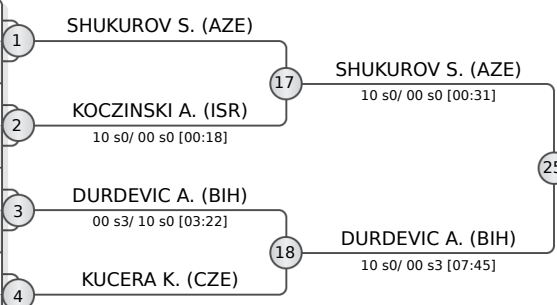 1
SHUKUROV S. (AZE)
17
SHUKUROV S. (AZE)
10 s0/ 00 s0 [00:31]
2
KOCZINSKI A. (ISR)
10 s0/ 00 s0 [00:18]
25
3
DURDEVIC A. (BIH)
00 s3/ 10 s0 [03:22]
18
DURDEVIC A. (BIH)
10 s0/ 00 s3 [07:45]
4
KUCERA K. (CZE)